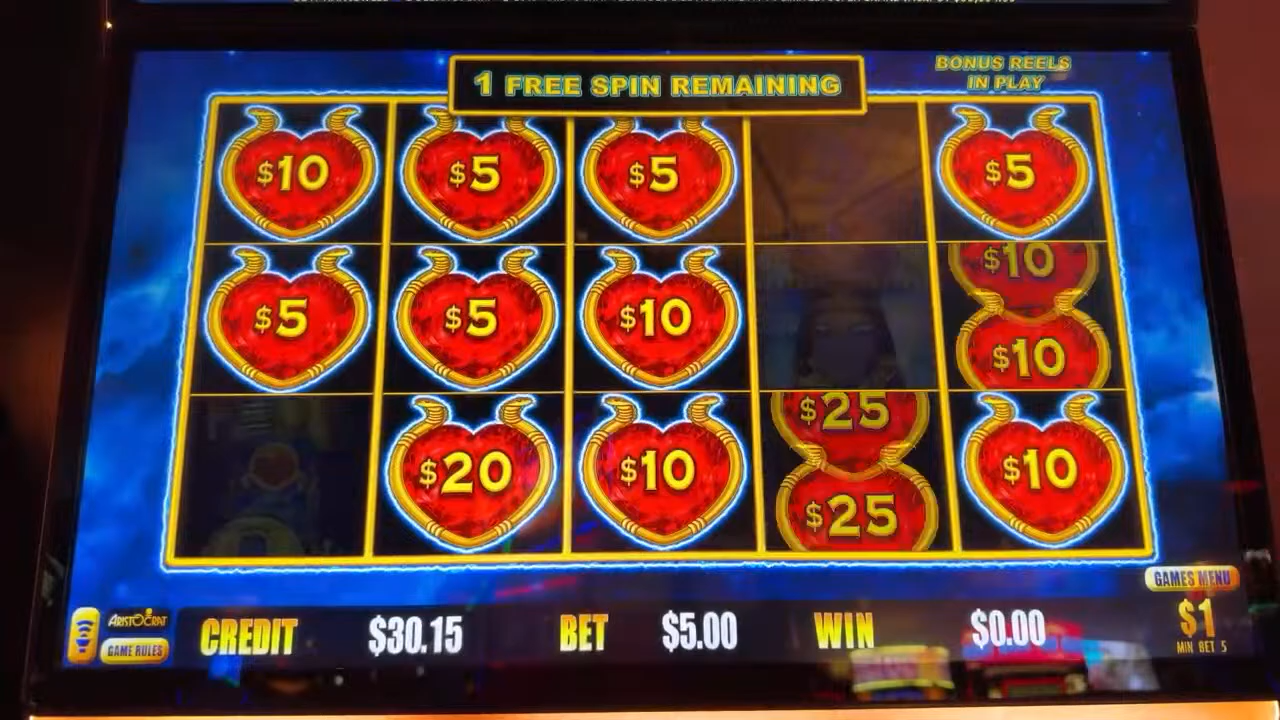 1 FREE SPIN REMAINING
BONUS REELS
IN PLAY
$10 $5 $5 $5
$5 $5 $10 $10
$10
$20 $10 $25 $10
$25
GAMES MENU
ARISTOCRAT
GAME RULES
CREDIT $30.15 BET $5.00 WIN $0.00 $1
MIN BET 5